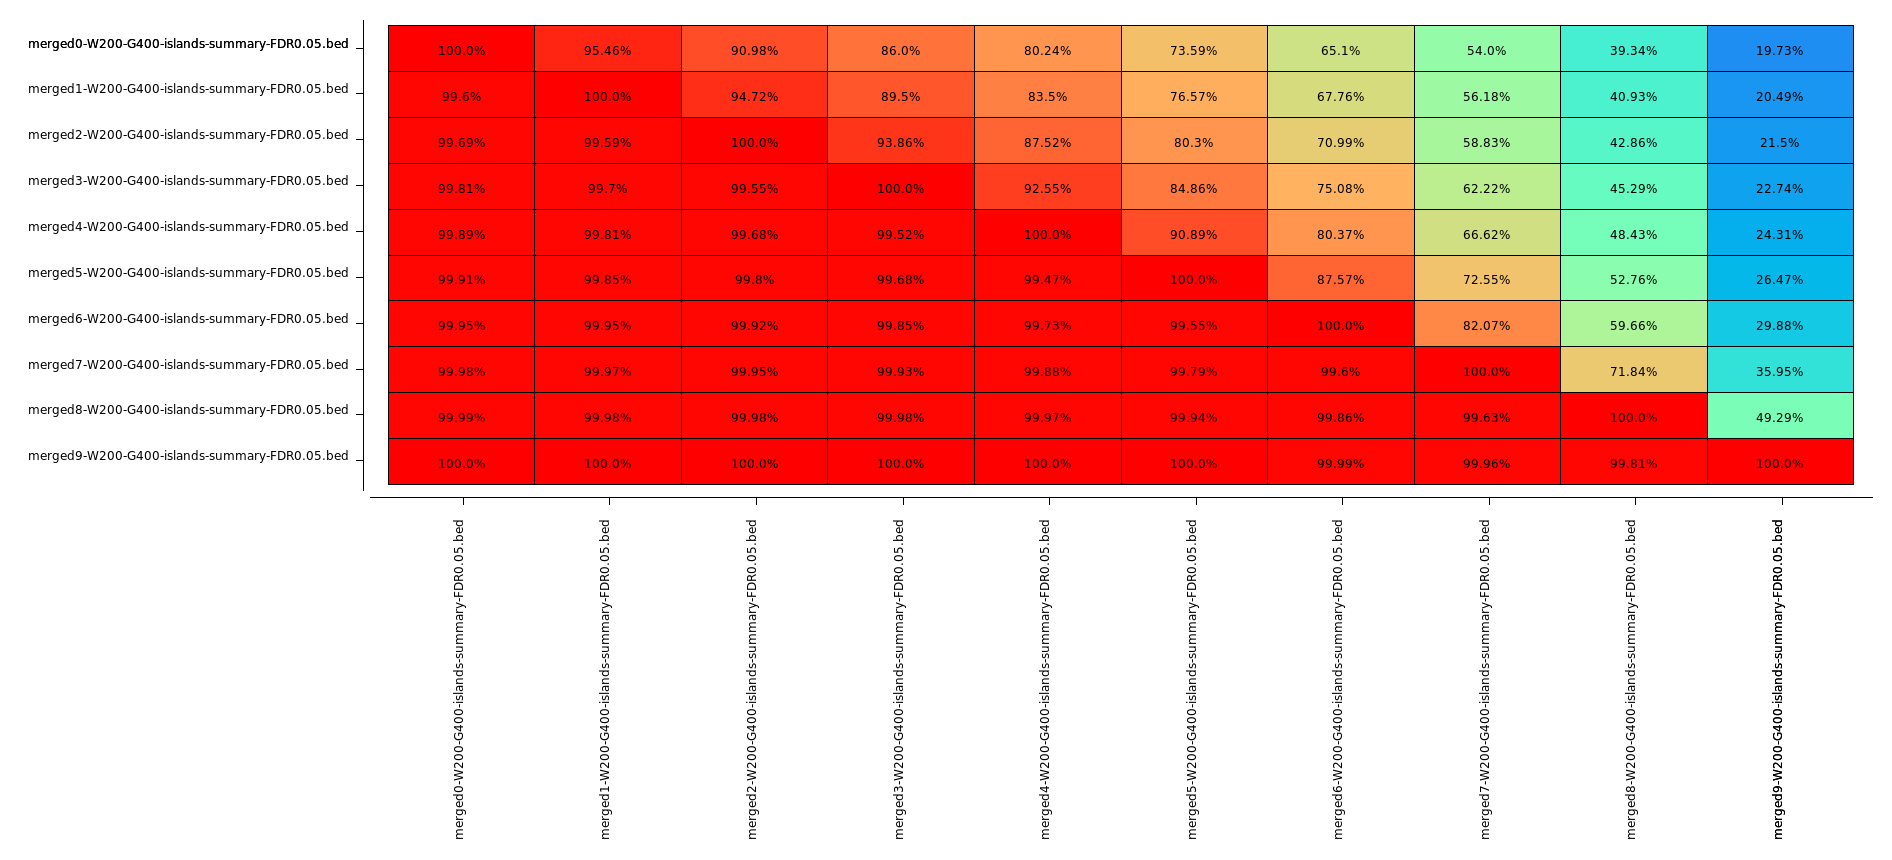 merged0-W200-G400-islands-summary-FDR0.05.bed 100.0% 95.46% 90.98% 86.0% 80.24% 73.59% 65.1% 54.0% 39.34% 19.73%
merged1-W200-G400-islands-summary-FDR0.05.bed 99.6% 100.0% 94.72% 89.5% 83.5% 76.57% 67.76% 56.18% 40.93% 20.49%
merged2-W200-G400-islands-summary-FDR0.05.bed 99.69% 99.59% 100.0% 93.86% 87.52% 80.3% 70.99% 58.83% 42.86% 21.5%
merged3-W200-G400-islands-summary-FDR0.05.bed 99.81% 99.7% 99.55% 100.0% 92.55% 84.86% 75.08% 62.22% 45.29% 22.74%
merged4-W200-G400-islands-summary-FDR0.05.bed 99.89% 99.81% 99.68% 99.52% 100.0% 90.89% 80.37% 66.62% 48.43% 24.31%
merged5-W200-G400-islands-summary-FDR0.05.bed 99.91% 99.85% 99.8% 99.68% 99.47% 100.0% 87.57% 72.55% 52.76% 26.47%
merged6-W200-G400-islands-summary-FDR0.05.bed 99.95% 99.95% 99.92% 99.85% 99.73% 99.55% 100.0% 82.07% 59.66% 29.88%
merged7-W200-G400-islands-summary-FDR0.05.bed 99.98% 99.97% 99.95% 99.93% 99.88% 99.79% 99.6% 100.0% 71.84% 35.95%
merged8-W200-G400-islands-summary-FDR0.05.bed 99.99% 99.98% 99.98% 99.98% 99.97% 99.94% 99.86% 99.63% 100.0% 49.29%
merged9-W200-G400-islands-summary-FDR0.05.bed 100.0% 100.0% 100.0% 100.0% 100.0% 100.0% 99.99% 99.96% 99.81% 100.0%
merged0-W200-G400-islands-summary-FDR0.05.bed
merged1-W200-G400-islands-summary-FDR0.05.bed
merged2-W200-G400-islands-summary-FDR0.05.bed
merged3-W200-G400-islands-summary-FDR0.05.bed
merged4-W200-G400-islands-summary-FDR0.05.bed
merged5-W200-G400-islands-summary-FDR0.05.bed
merged6-W200-G400-islands-summary-FDR0.05.bed
merged7-W200-G400-islands-summary-FDR0.05.bed
merged8-W200-G400-islands-summary-FDR0.05.bed
merged9-W200-G400-islands-summary-FDR0.05.bed